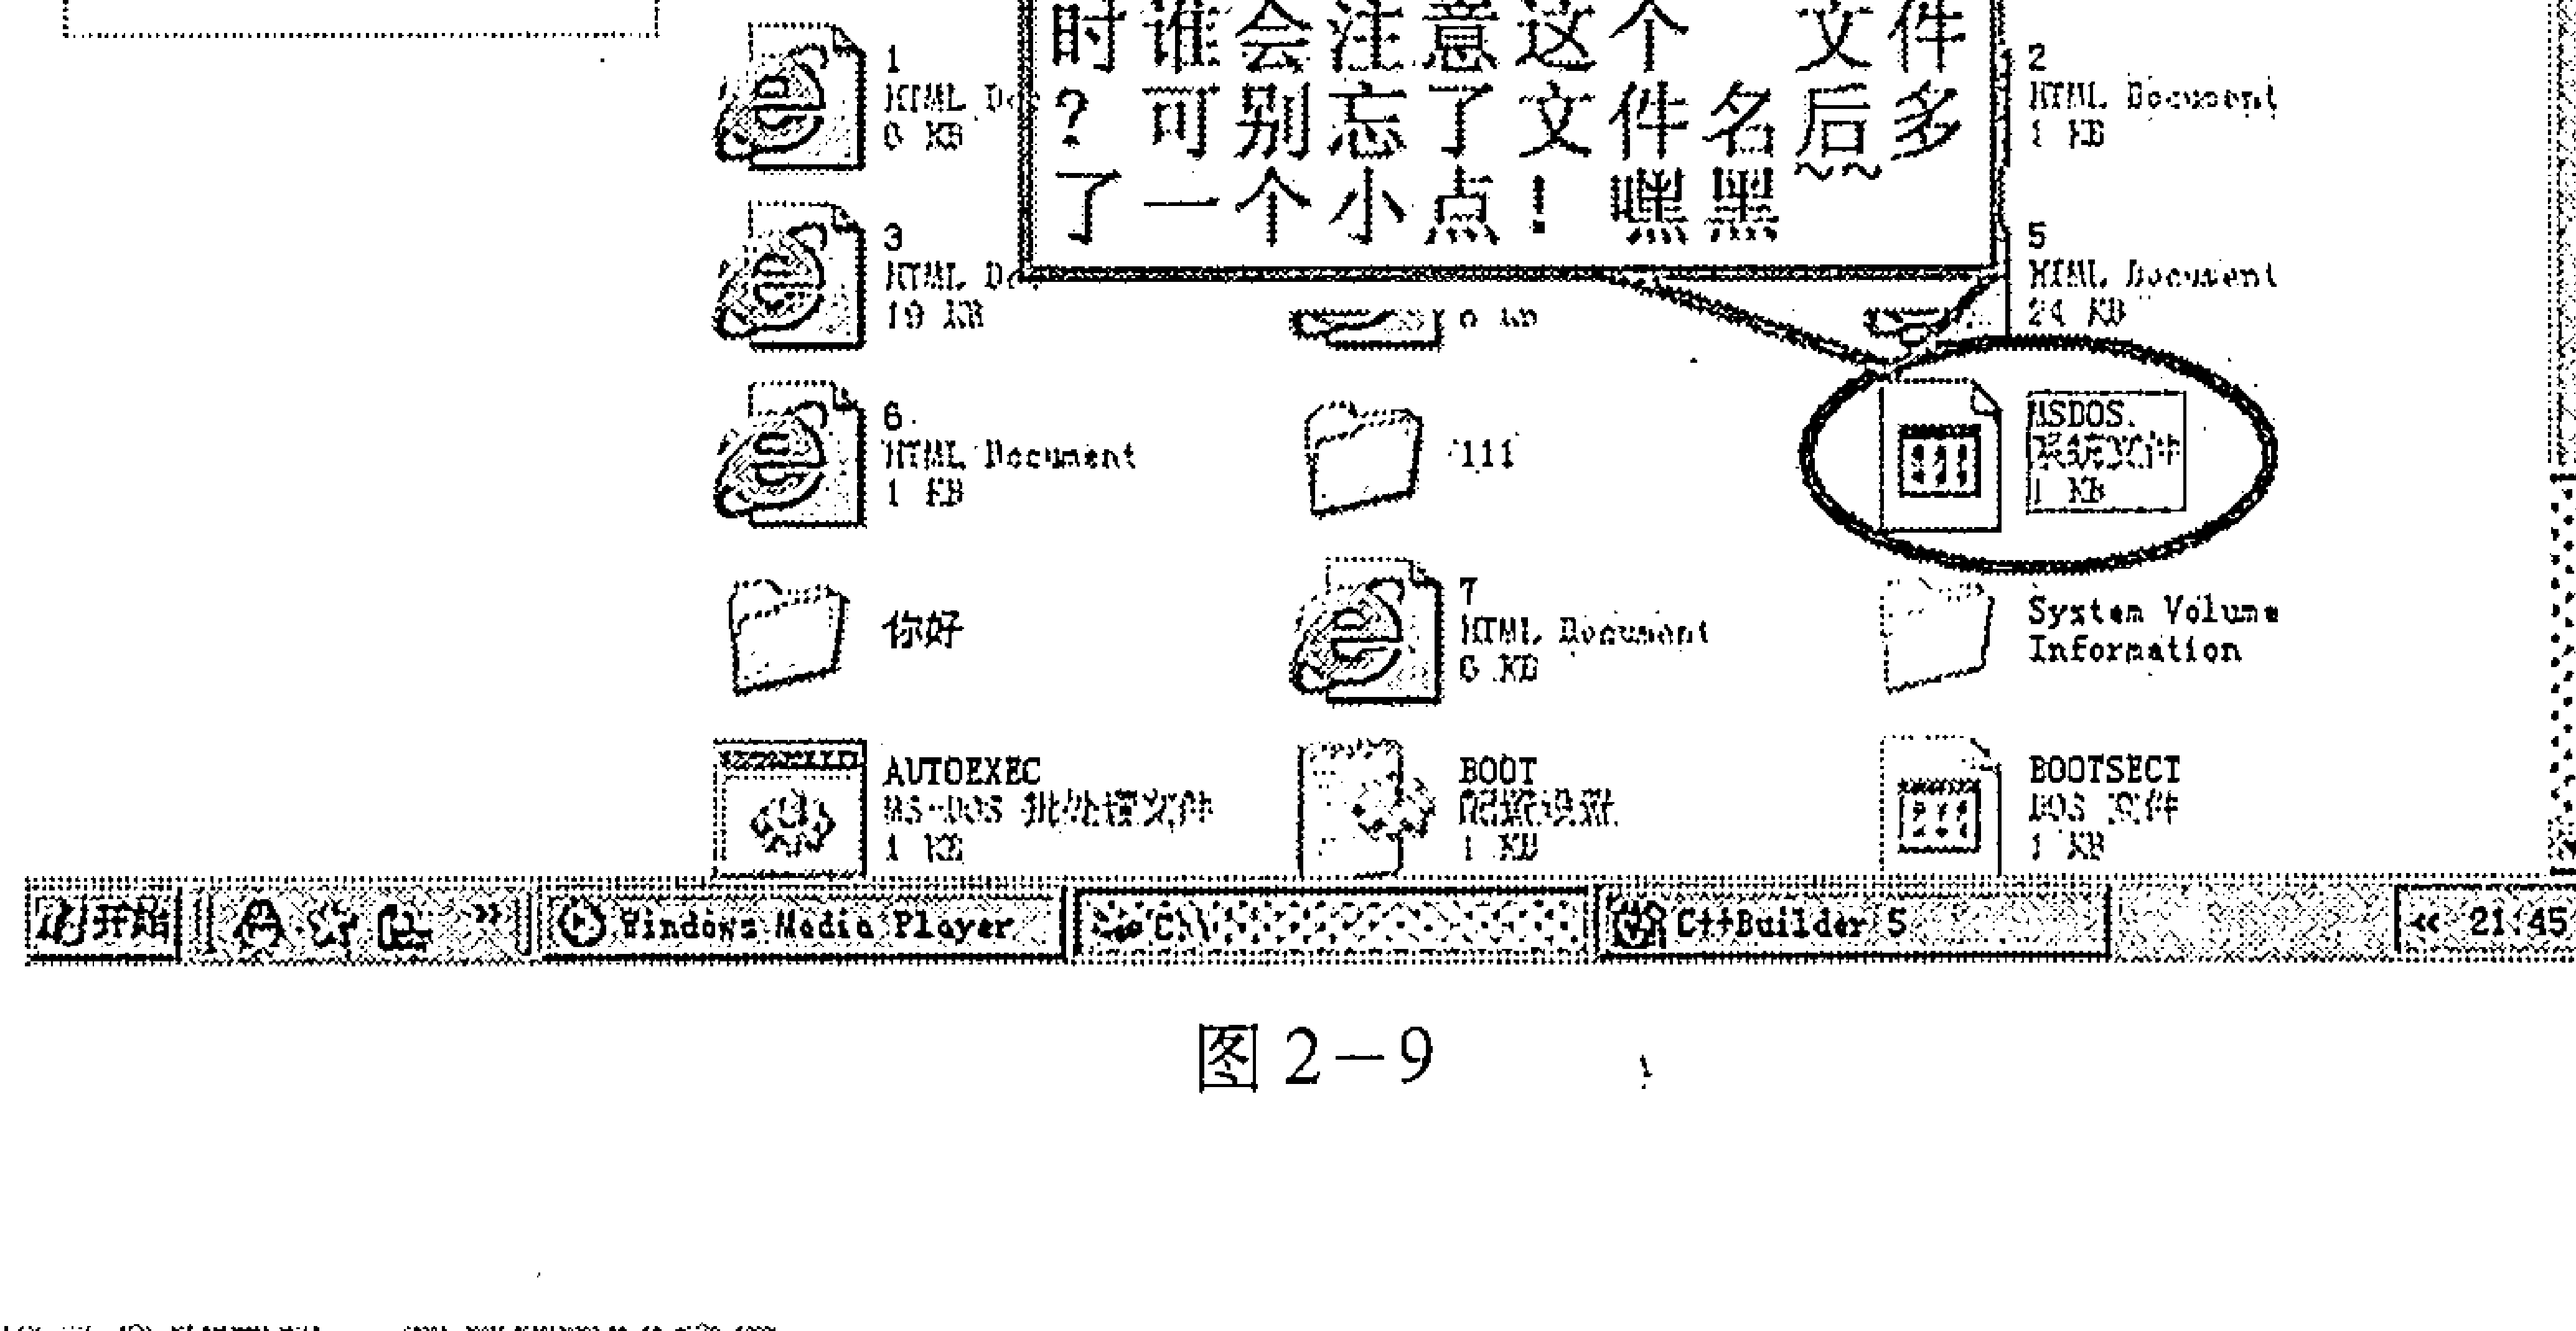 时谁会注意这个 文件
？可别忘了文件名后多
了一个小点！嘿黑
1
HTML Do
0 KB
2
HTML Document
1 KB
3
HTML Do
19 KB
5
HTML Document
24 KB
6
HTML Document
1 KB
111
MSDOS.
系统文件
1 KB
你好
7
HTML Document
6 KB
System Volume
Information
AUTOEXEC
MS-DOS 批处理文件
1 KB
BOOT
配置设置
1 KB
BOOTSECT
DOS 文件
1 KB
开始
Windows Media Player
C:\
C++Builder 5
21:45
图 2-9